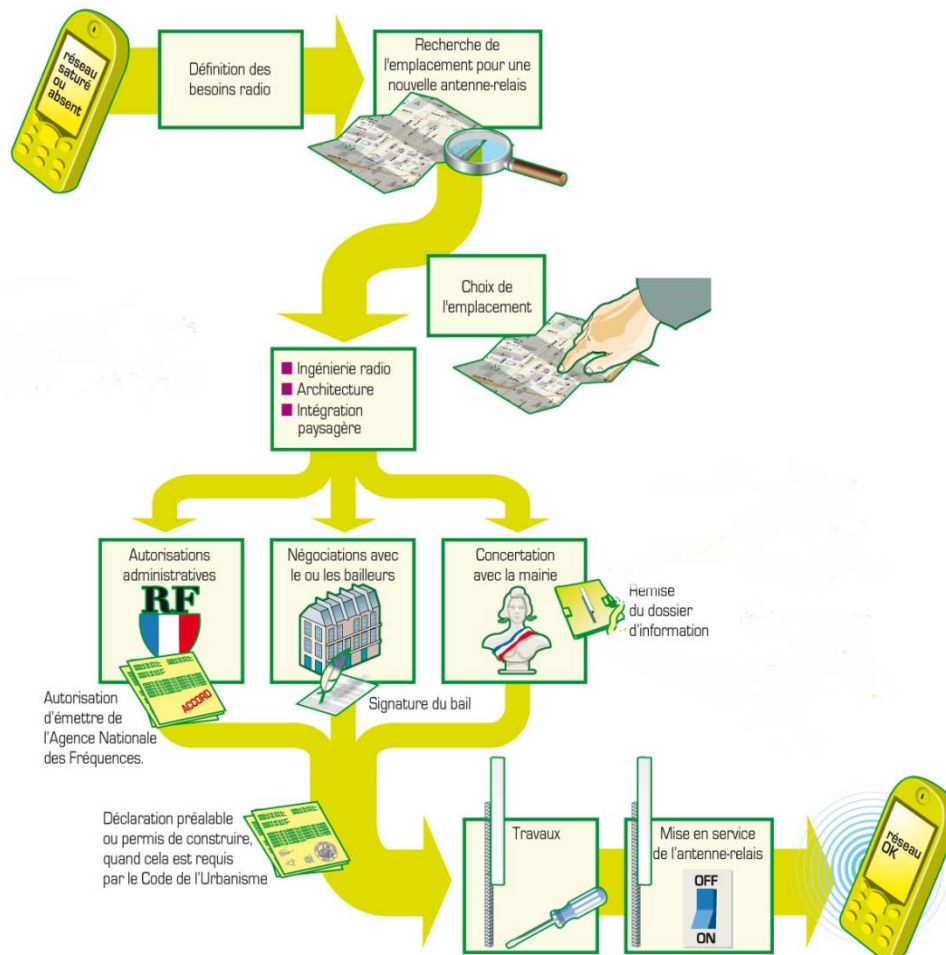 réseau
saturé
ou
absent
Définition des
besoins radio
Recherche de
l'emplacement pour une
nouvelle antenne-relais
Choix de
l'emplacement
Ingénierie radio
Architecture
Intégration
paysagère
Autorisations
administratives
RF
ACCORD
Autorisation
d'émettre de
l'Agence Nationale
des Fréquences.
Négociations avec
le ou les bailleurs
Signature du bail
Concertation
avec la mairie
Remise
du dossier
d'information
Déclaration préalable
ou permis de construire,
quand cela est requis
par le Code de l'Urbanisme
Travaux
Mise en service
de l'antenne-relais
OFF
ON
réseau
OK